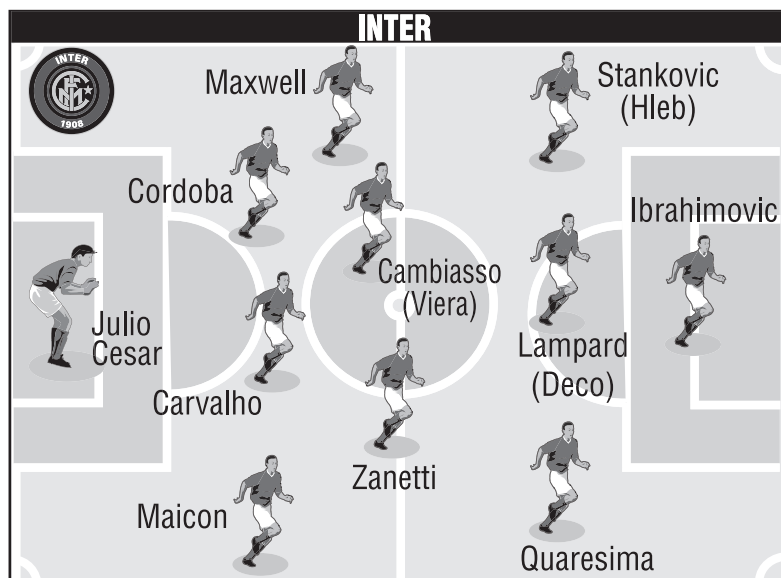 INTER
INTER
1908
Maxwell
Stankovic
(Hleb)
Cordoba
Ibrahimovic
Cambiasso
(Viera)
Julio
Cesar
Lampard
(Deco)
Carvalho
Zanetti
Maicon
Quaresima